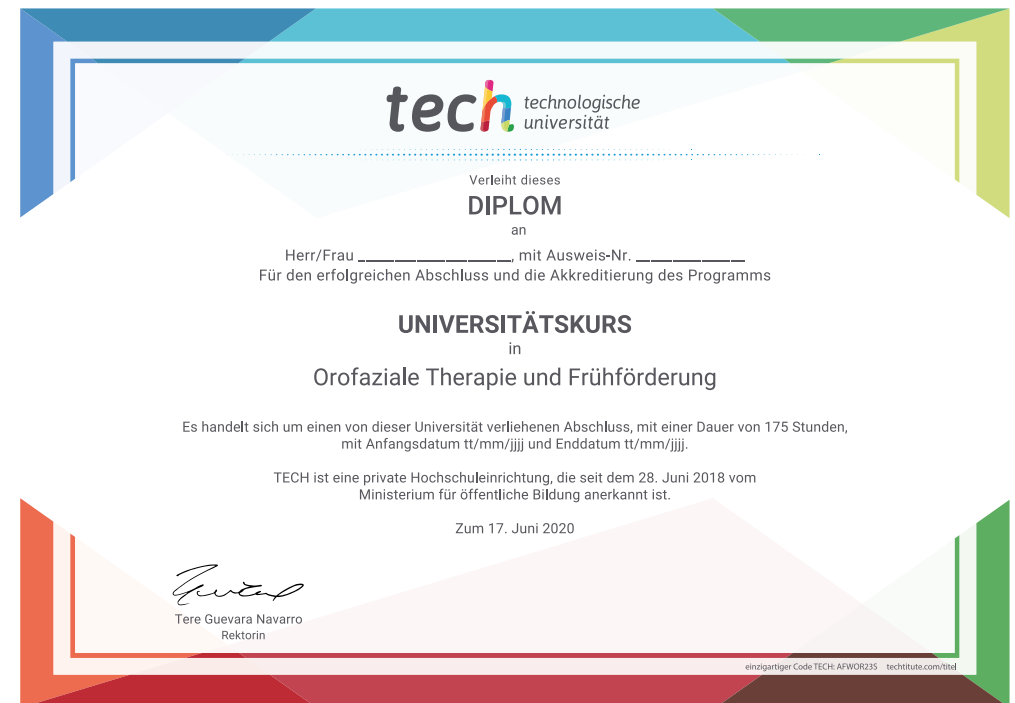 tech technologische
universität
Verleiht dieses
DIPLOM
an
Herr/Frau ____________________, mit Ausweis-Nr. ______________
Für den erfolgreichen Abschluss und die Akkreditierung des Programms
UNIVERSITÄTSKURS
in
Orofaziale Therapie und Frühförderung
Es handelt sich um einen von dieser Universität verliehenen Abschluss, mit einer Dauer von 175 Stunden,
mit Anfangsdatum tt/mm/jjjj und Enddatum tt/mm/jjjj.
TECH ist eine private Hochschuleinrichtung, die seit dem 28. Juni 2018 vom
Ministerium für öffentliche Bildung anerkannt ist.
Zum 17. Juni 2020
Tere Guevara Navarro
Rektorin
einzigartiger Code TECH: AFWOR23S techtitute.com/titel